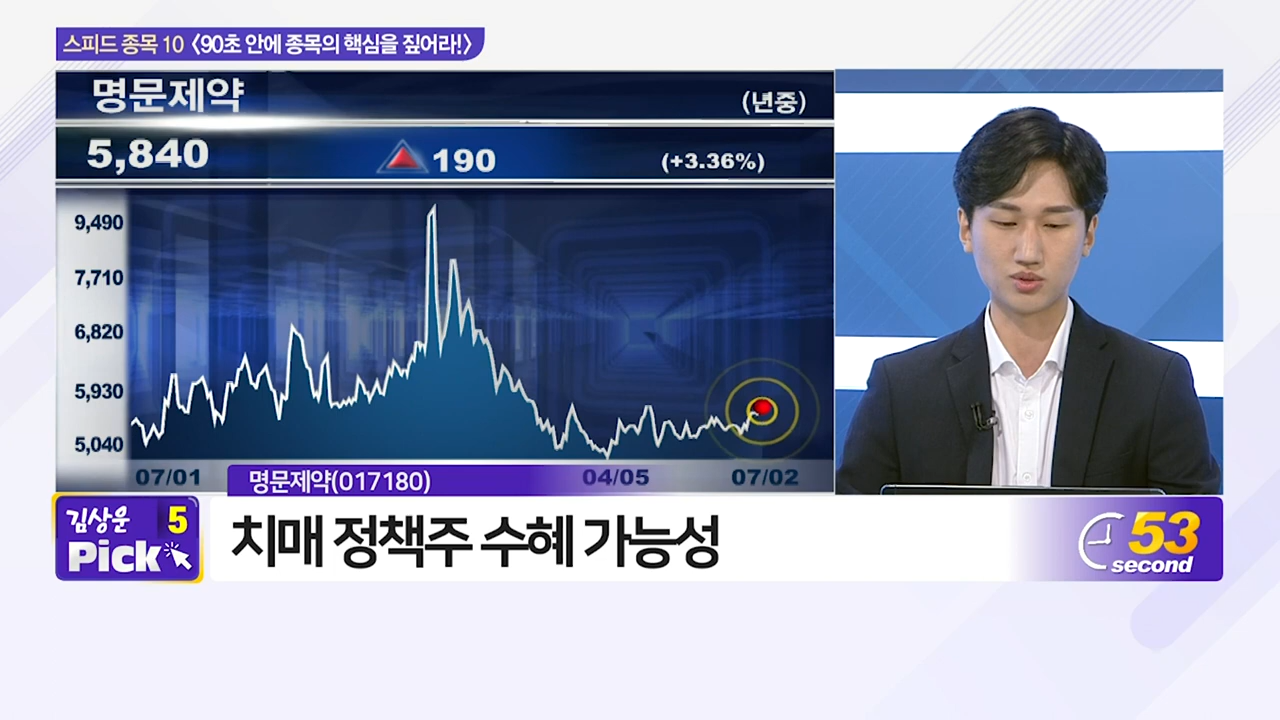 스피드 종목 10 〈90초 안에 종목의 핵심을 짚어라!〉
명문제약
(년중)
5,840
190
(+3.36%)
9,490
7,710
6,820
5,930
5,040
07/01
04/05
07/02
명문제약(017180)
김상운 5
Pick
치매 정책주 수혜 가능성
53
second